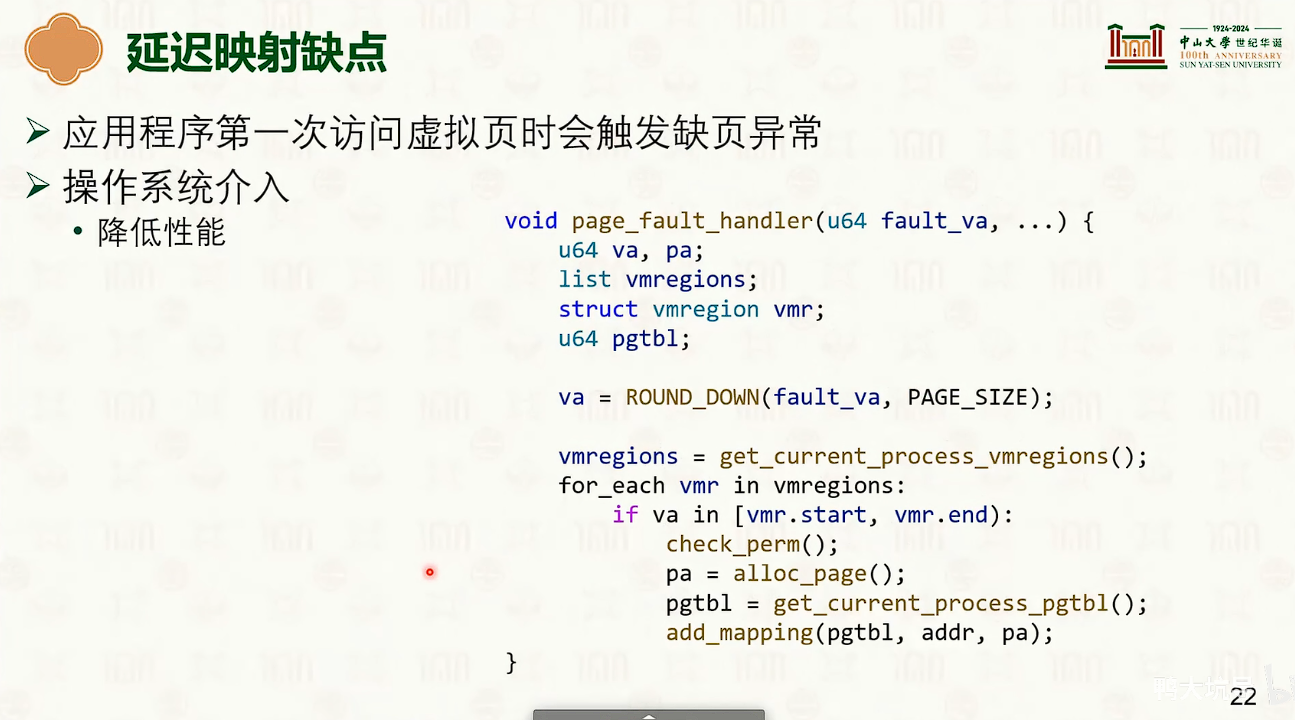 延迟映射缺点
1924-2024
中山大学 世纪华诞
100th ANNIVERSARY
SUN YAT-SEN UNIVERSITY
应用程序第一次访问虚拟页时会触发缺页异常
操作系统介入
• 降低性能
void page_fault_handler(u64 fault_va, ...) {
u64 va, pa;
list vmregions;
struct vmregion vmr;
u64 pgtbl;
va = ROUND_DOWN(fault_va, PAGE_SIZE);
vmregions = get_current_process_vmregions();
for_each vmr in vmregions:
if va in [vmr.start, vmr.end):
check_perm();
pa = alloc_page();
pgtbl = get_current_process_pgtbl();
add_mapping(pgtbl, addr, pa);
}
22